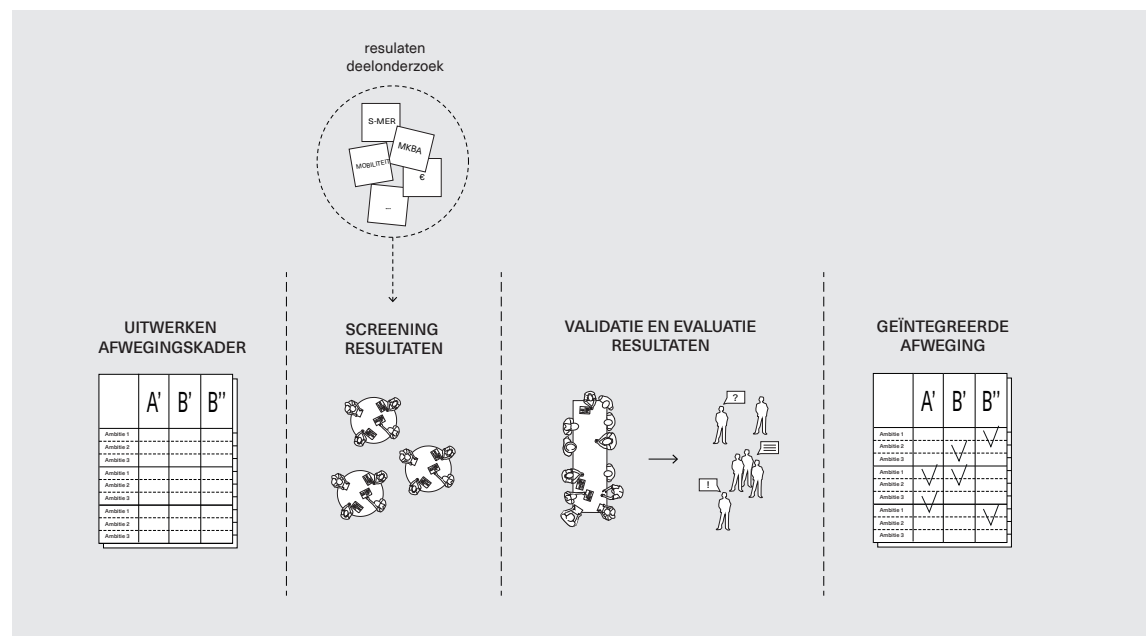 resulaten
deelonderzoek
S-MER
MKBA
MOBILITEIT
€
...
UITWERKEN
AFWEGINGSKADER
A' B' B''
Ambitie 1
Ambitie 2
Ambitie 3
Ambitie 1
Ambitie 2
Ambitie 3
Ambitie 1
Ambitie 2
Ambitie 3
SCREENING
RESULTATEN
VALIDATIE EN EVALUATIE
RESULTATEN
?
!
GEÏNTEGREERDE
AFWEGING
A' B' B''
Ambitie 1
Ambitie 2
Ambitie 3
Ambitie 1
Ambitie 2
Ambitie 3
Ambitie 1
Ambitie 2
Ambitie 3